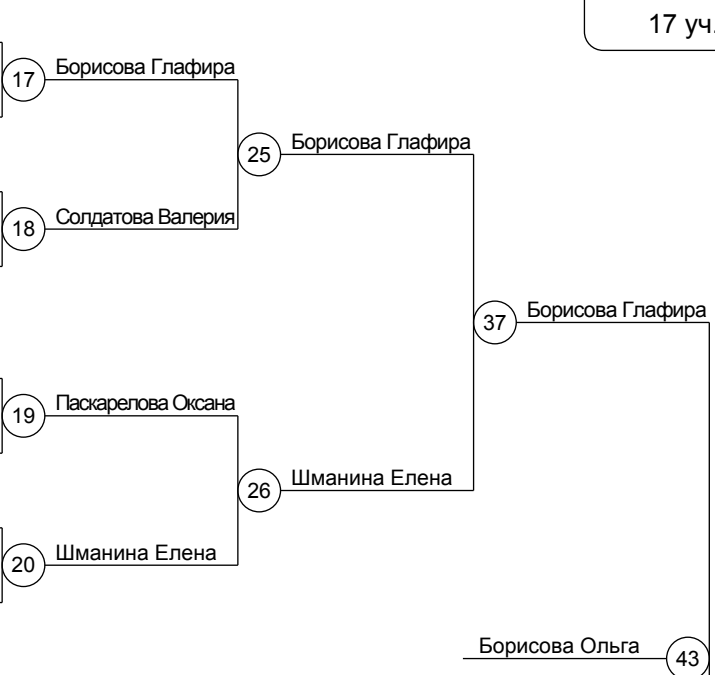 17 уч.
17 Борисова Глафира
25 Борисова Глафира
18 Солдатова Валерия
37 Борисова Глафира
19 Паскарелова Оксана
26 Шманина Елена
20 Шманина Елена
Борисова Ольга 43